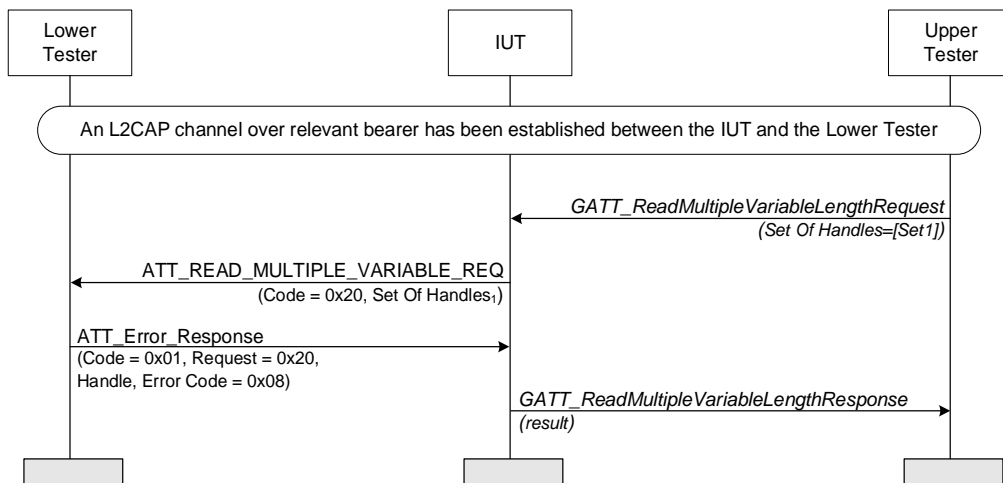 Lower
Tester
IUT
Upper
Tester
An L2CAP channel over relevant bearer has been established between the IUT and the Lower Tester
GATT_ReadMultipleVariableLengthRequest
(Set Of Handles=[Set1])
ATT_READ_MULTIPLE_VARIABLE_REQ
(Code = 0x20, Set Of Handles₁)
ATT_Error_Response
(Code = 0x01, Request = 0x20,
Handle, Error Code = 0x08)
GATT_ReadMultipleVariableLengthResponse
(result)